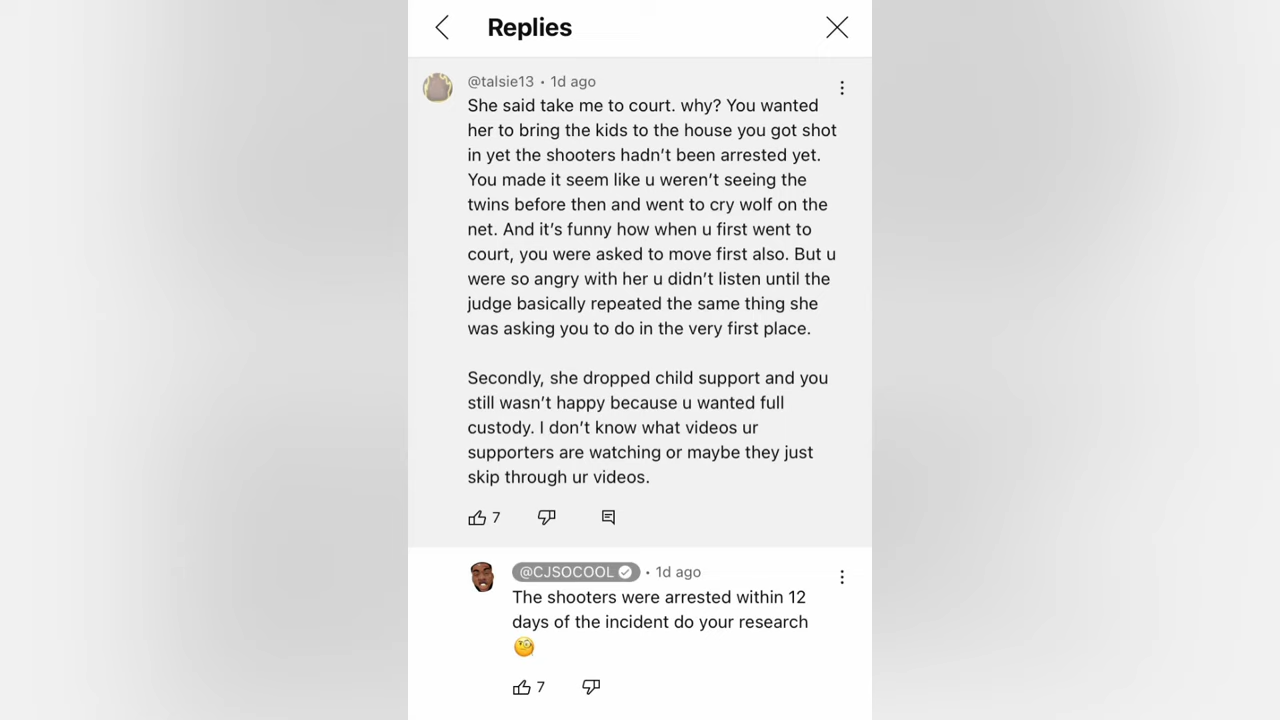 Replies
@talsie13 • 1d ago
She said take me to court. why? You wanted
her to bring the kids to the house you got shot
in yet the shooters hadn’t been arrested yet.
You made it seem like u weren’t seeing the
twins before then and went to cry wolf on the
net. And it’s funny how when u first went to
court, you were asked to move first also. But u
were so angry with her u didn’t listen until the
judge basically repeated the same thing she
was asking you to do in the very first place.
Secondly, she dropped child support and you
still wasn’t happy because u wanted full
custody. I don’t know what videos ur
supporters are watching or maybe they just
skip through ur videos.
7
@CJSOCOOL • 1d ago
The shooters were arrested within 12
days of the incident do your research
🧐
7